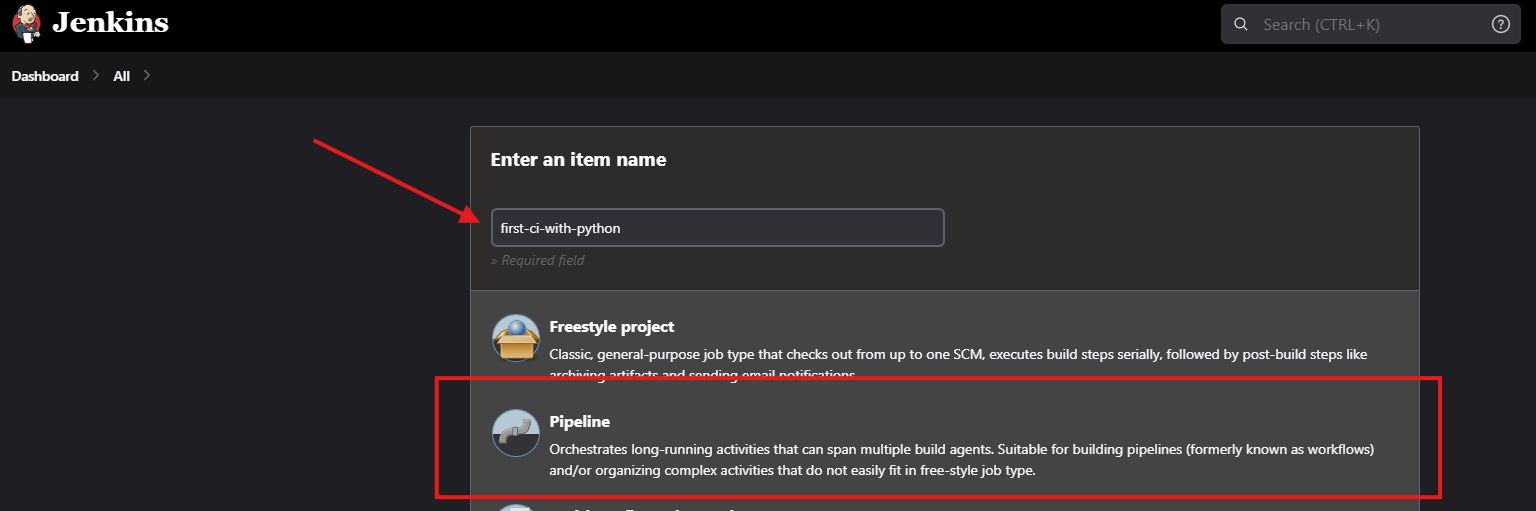 Jenkins
Search (CTRL+K)
Dashboard
All
Enter an item name
first-ci-with-python
» Required field
Freestyle project
Classic, general-purpose job type that checks out from up to one SCM, executes build steps serially, followed by post-build steps like
archiving artifacts and sending email notifications.
Pipeline
Orchestrates long-running activities that can span multiple build agents. Suitable for building pipelines (formerly known as workflows)
and/or organizing complex activities that do not easily fit in free-style job type.